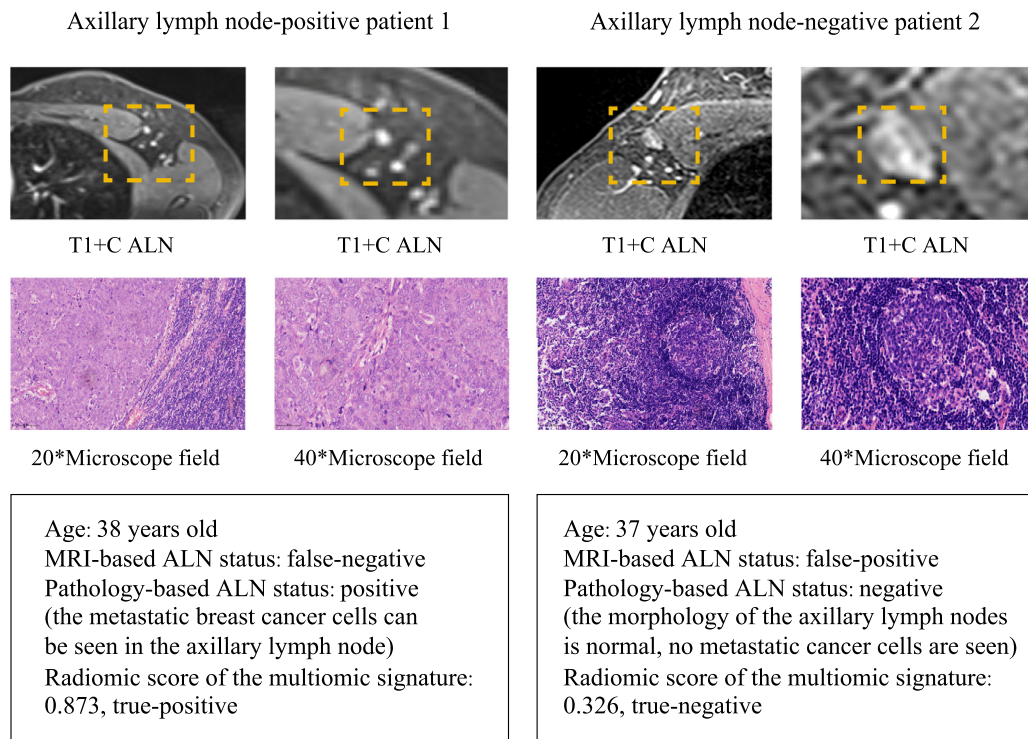 Axillary lymph node-positive patient 1
Axillary lymph node-negative patient 2
T1+C ALN
T1+C ALN
T1+C ALN
T1+C ALN
20*Microscope field
40*Microscope field
20*Microscope field
40*Microscope field
Age: 38 years old
MRI-based ALN status: false-negative
Pathology-based ALN status: positive
(the metastatic breast cancer cells can
be seen in the axillary lymph node)
Radiomic score of the multiomic signature:
0.873, true-positive
Age: 37 years old
MRI-based ALN status: false-positive
Pathology-based ALN status: negative
(the morphology of the axillary lymph nodes
is normal, no metastatic cancer cells are seen)
Radiomic score of the multiomic signature:
0.326, true-negative